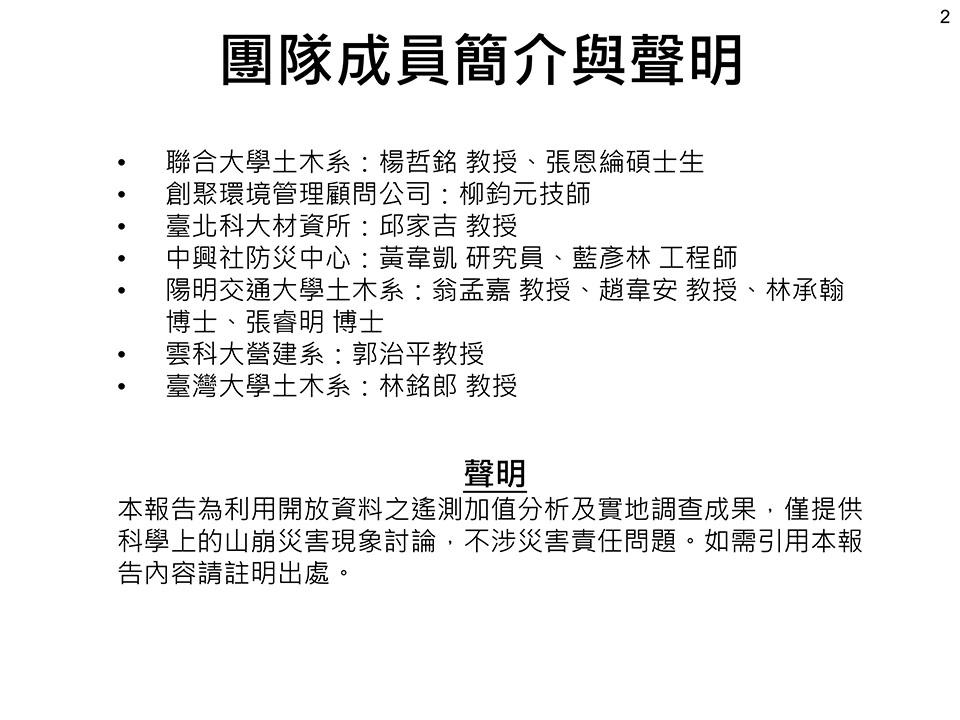 2
團隊成員簡介與聲明
• 聯合大學土木系：楊哲銘 教授、張恩綸碩士生
• 創聚環境管理顧問公司：柳鈞元技師
• 臺北科大材資所：邱家吉 教授
• 中興社防災中心：黃韋凱 研究員、藍彥林 工程師
• 陽明交通大學土木系：翁孟嘉 教授、趙韋安 教授、林承翰
博士、張睿明 博士
• 雲科大營建系：郭治平教授
• 臺灣大學土木系：林銘郎 教授
聲明
本報告為利用開放資料之遙測加值分析及實地調查成果，僅提供
科學上的山崩災害現象討論，不涉災害責任問題。如需引用本報
告內容請註明出處。